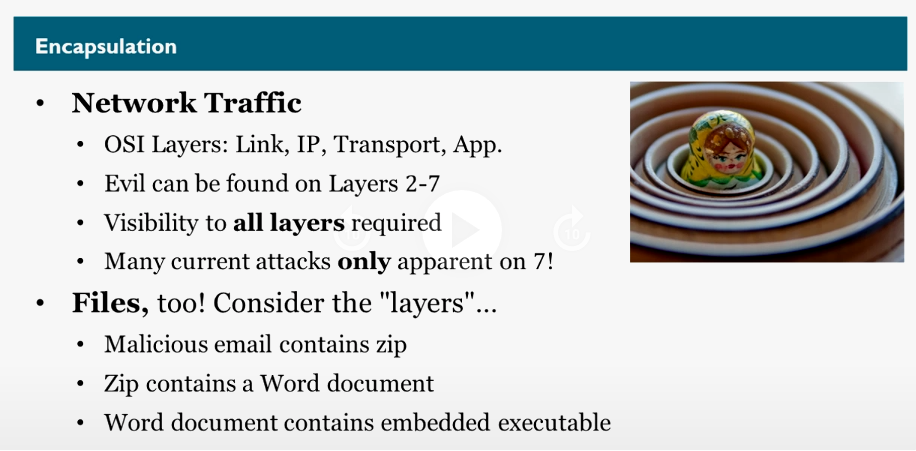 Encapsulation
• Network Traffic
• OSI Layers: Link, IP, Transport, App.
• Evil can be found on Layers 2-7
• Visibility to all layers required
• Many current attacks only apparent on 7!
• Files, too! Consider the "layers"...
• Malicious email contains zip
• Zip contains a Word document
• Word document contains embedded executable